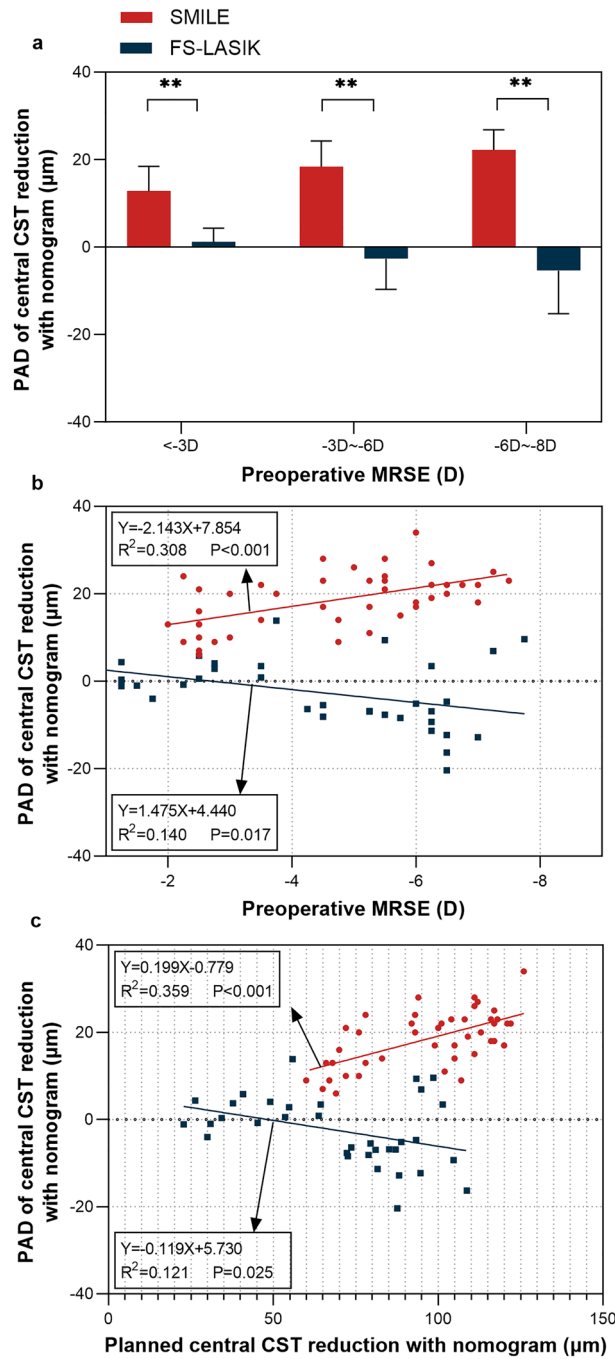 SMILE
FS-LASIK
a
PAD of central CST reduction
with nomogram (µm)
40
20
0
-20
-40
**
**
**
<-3D
-3D~-6D
-6D~-8D
Preoperative MRSE (D)
b
PAD of central CST reduction
with nomogram (µm)
40
20
0
-20
-40
Y=-2.143X+7.854
R²=0.308 P<0.001
Y=1.475X+4.440
R²=0.140 P=0.017
-2
-4
-6
-8
Preoperative MRSE (D)
c
PAD of central CST reduction
with nomogram (µm)
40
20
0
-20
-40
Y=0.199X-0.779
R²=0.359 P<0.001
Y=-0.119X+5.730
R²=0.121 P=0.025
0
50
100
150
Planned central CST reduction with nomogram (µm)